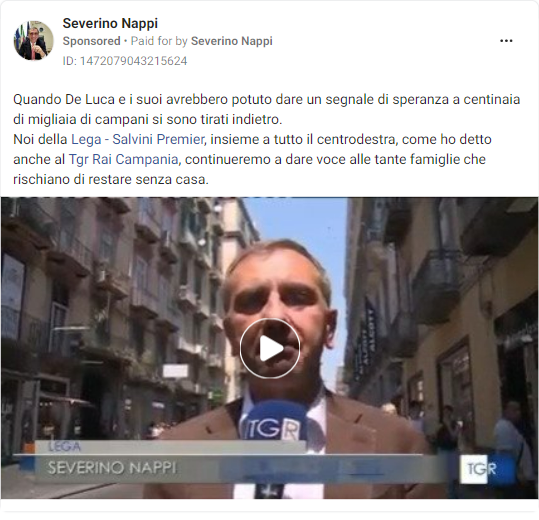 Severino Nappi
Sponsored • Paid for by Severino Nappi
ID: 1472079043215624
Quando De Luca e i suoi avrebbero potuto dare un segnale di speranza a centinaia
di migliaia di campani si sono tirati indietro.
Noi della Lega - Salvini Premier, insieme a tutto il centrodestra, come ho detto
anche al Tgr Rai Campania, continueremo a dare voce alle tante famiglie che
rischiano di restare senza casa.
ALCOTT
TGR
LEGA
SEVERINO NAPPI
TGR